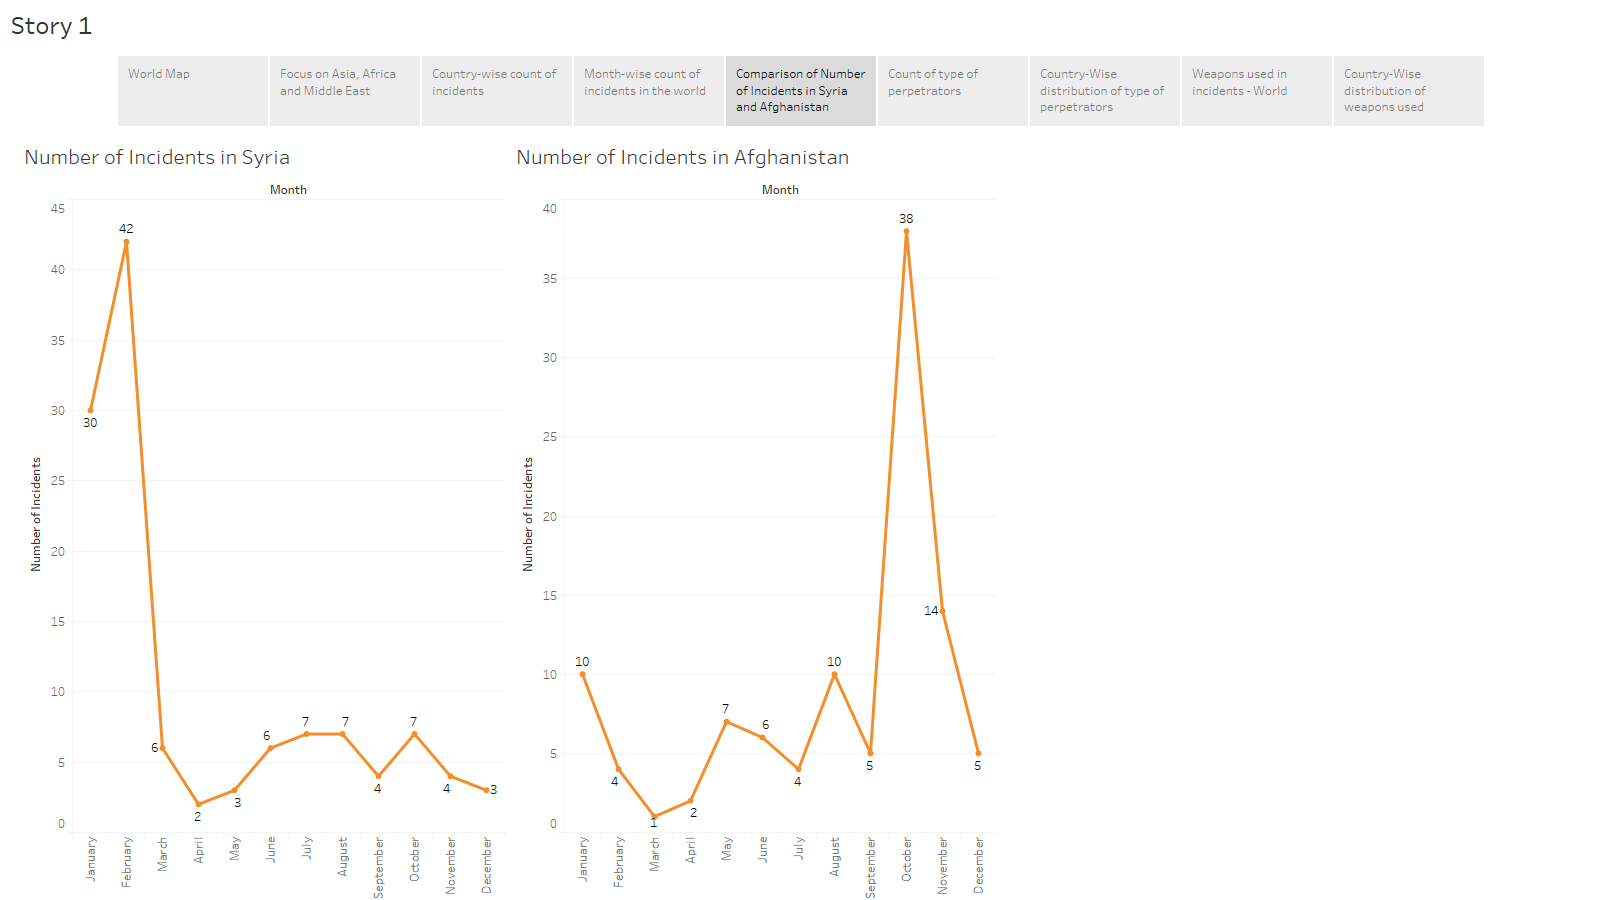 Story 1
World Map
Focus on Asia, Africa
and Middle East
Country-wise count of
incidents
Month-wise count of
incidents in the world
Comparison of Number
of Incidents in Syria
and Afghanistan
Count of type of
perpetrators
Country-Wise
distribution of type of
perpetrators
Weapons used in
incidents - World
Country-Wise
distribution of
weapons used
Number of Incidents in Syria
Month
45
40
35
30
25
20
15
10
5
0
Number of Incidents
30
42
6
2
3
6
7
7
4
7
4
3
January
February
March
April
May
June
July
August
September
October
November
December
Number of Incidents in Afghanistan
Month
40
35
30
25
20
15
10
5
0
Number of Incidents
10
4
1
2
7
6
4
10
5
38
14
5
January
February
March
April
May
June
July
August
September
October
November
December